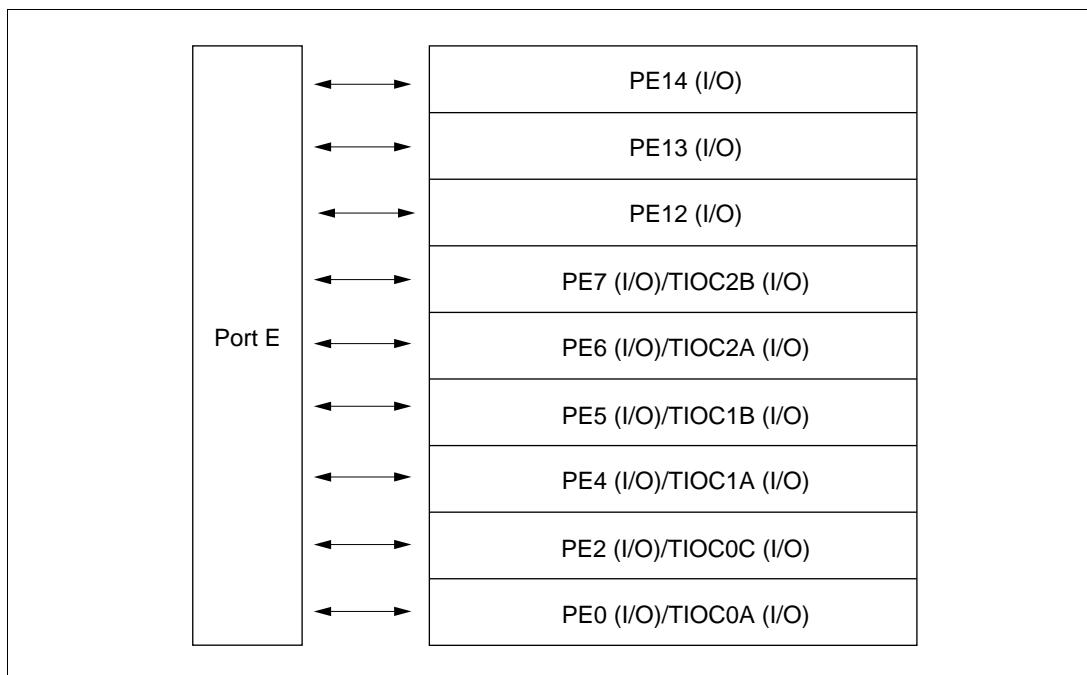 PE14 (I/O)
PE13 (I/O)
PE12 (I/O)
PE7 (I/O)/TIOC2B (I/O)
Port E
PE6 (I/O)/TIOC2A (I/O)
PE5 (I/O)/TIOC1B (I/O)
PE4 (I/O)/TIOC1A (I/O)
PE2 (I/O)/TIOC0C (I/O)
PE0 (I/O)/TIOC0A (I/O)